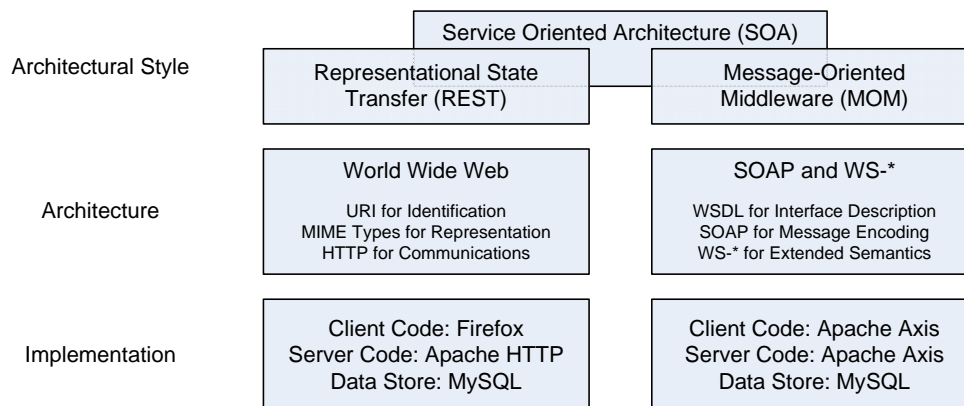 Service Oriented Architecture (SOA)
Architectural Style
Representational State
Transfer (REST)
Message-Oriented
Middleware (MOM)
Architecture
World Wide Web
URI for Identification
MIME Types for Representation
HTTP for Communications
SOAP and WS-*
WSDL for Interface Description
SOAP for Message Encoding
WS-* for Extended Semantics
Implementation
Client Code: Firefox
Server Code: Apache HTTP
Data Store: MySQL
Client Code: Apache Axis
Server Code: Apache Axis
Data Store: MySQL